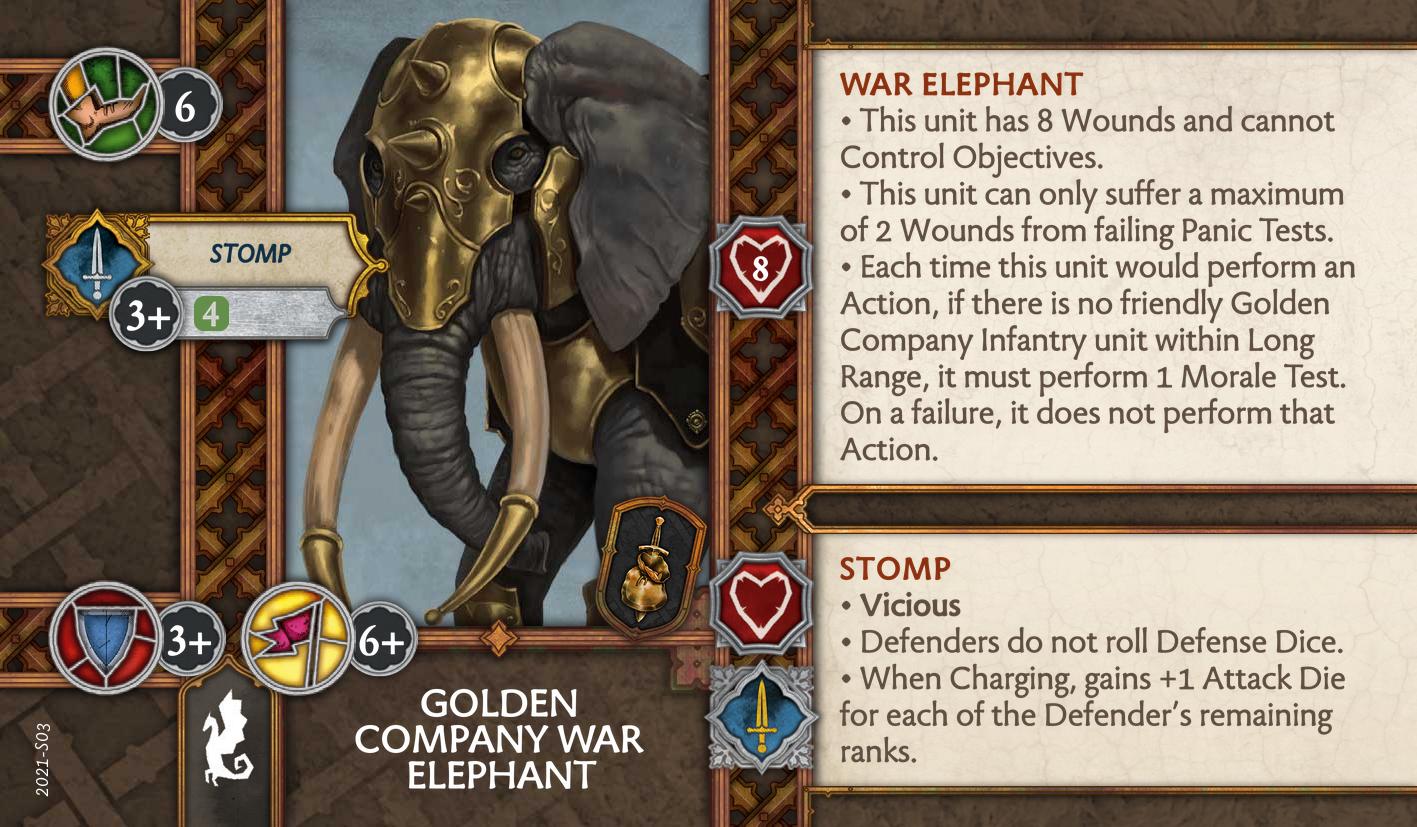 6
STOMP
3+
4
3+
6+
GOLDEN
COMPANY WAR
ELEPHANT
2021-S03
8
WAR ELEPHANT
• This unit has 8 Wounds and cannot
Control Objectives.
• This unit can only suffer a maximum
of 2 Wounds from failing Panic Tests.
• Each time this unit would perform an
Action, if there is no friendly Golden
Company Infantry unit within Long
Range, it must perform 1 Morale Test.
On a failure, it does not perform that
Action.
STOMP
• Vicious
• Defenders do not roll Defense Dice.
• When Charging, gains +1 Attack Die
for each of the Defender's remaining
ranks.